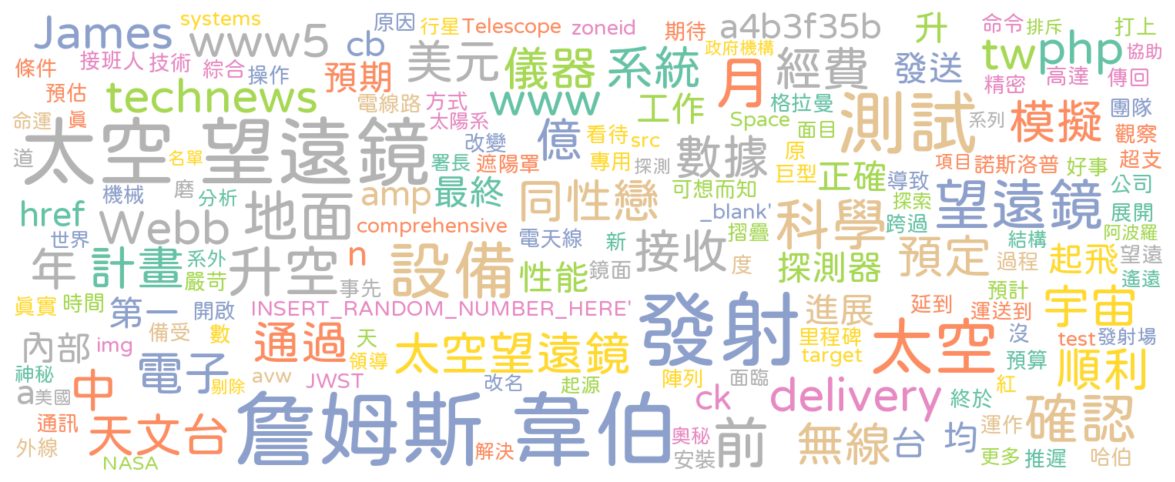 systems 原因 行星 Telescope zoneid 期待 a4b3f35b 升 命令 排斥 打上
James www5 cb 美元 儀器 系統 政府機構 月 經費 發送 twphp 協助
條件 接班人 技術 綜合 操作 預期 精密 高達 傳回
預估 technews 電線路 方式 www 工作 格拉曼 測試 模擬 團隊
命運 眞 太陽系 億 看待 src Space 面目 系列 觀察
太空 望遠鏡 改變 專用 探測 數據 原 項目 諾斯洛普 好事 超支
道 名單 署長 遮陽罩 巨型 正確 導致 公司
機械 磨 分析 amp 最終 同性戀 可想而知 探索 望遠鏡 展開
href Webb 地面 comprehensive _blank' 科學 跨過 阿波羅
世界 系外 電天線 新 摺疊 結構 望遠
年 計畫 嚴苛 升空 n 設備 性能 鏡面 接收 度 探測器 預定 過程 起飛 遙遠
事先 預計
眞實 時間 第一 開啟 INSERT_RANDOM_NUMBER_HERE' 發射 進展 延到 運送到 宇宙
備受 數 通過 天 里程碑 太空 沒 test 發射場
內部 img 電子 領導 太空望遠鏡 target 預算 順利
神秘 剔除 avw JWST 改名 起源 陣列 面臨 紅
a 美國 中 詹姆斯 韋伯 ck delivery 終於 確認
通訊 天文台 解決 奧秘 前 無線 台 均 運作
外線 NASA 安裝 更多 推遲 哈伯